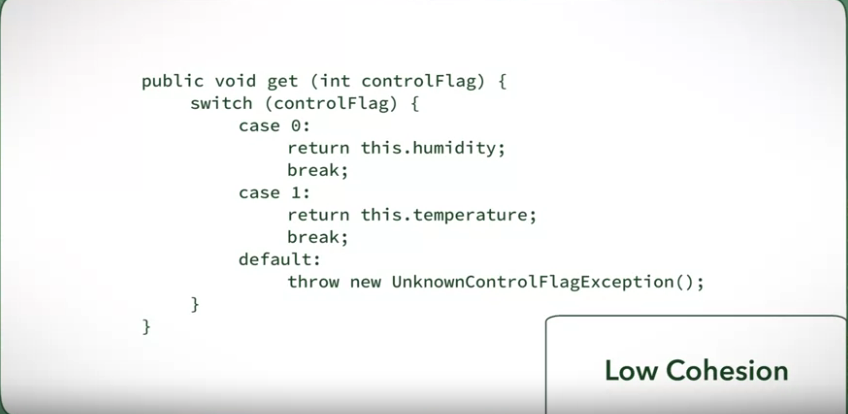 public void get (int controlFlag) {
switch (controlFlag) {
case 0:
return this.humidity;
break;
case 1:
return this.temperature;
break;
default:
throw new UnknownControlFlagException();
}
}
Low Cohesion